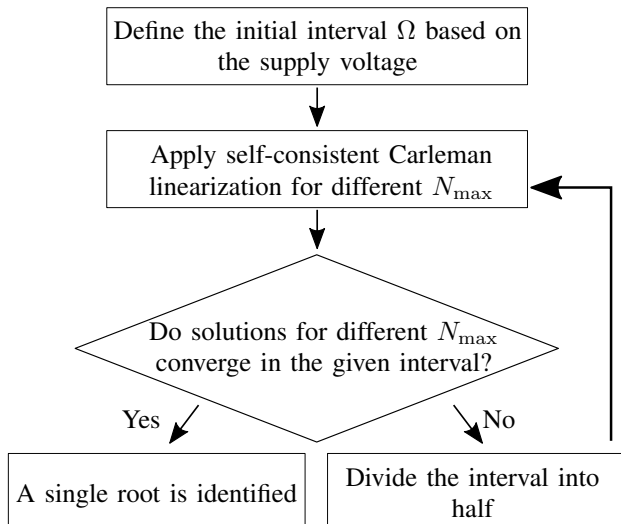 Define the initial interval Ω based on
the supply voltage
Apply self-consistent Carleman
linearization for different N_max
Do solutions for different N_max
converge in the given interval?
Yes
No
A single root is identified
Divide the interval into
half